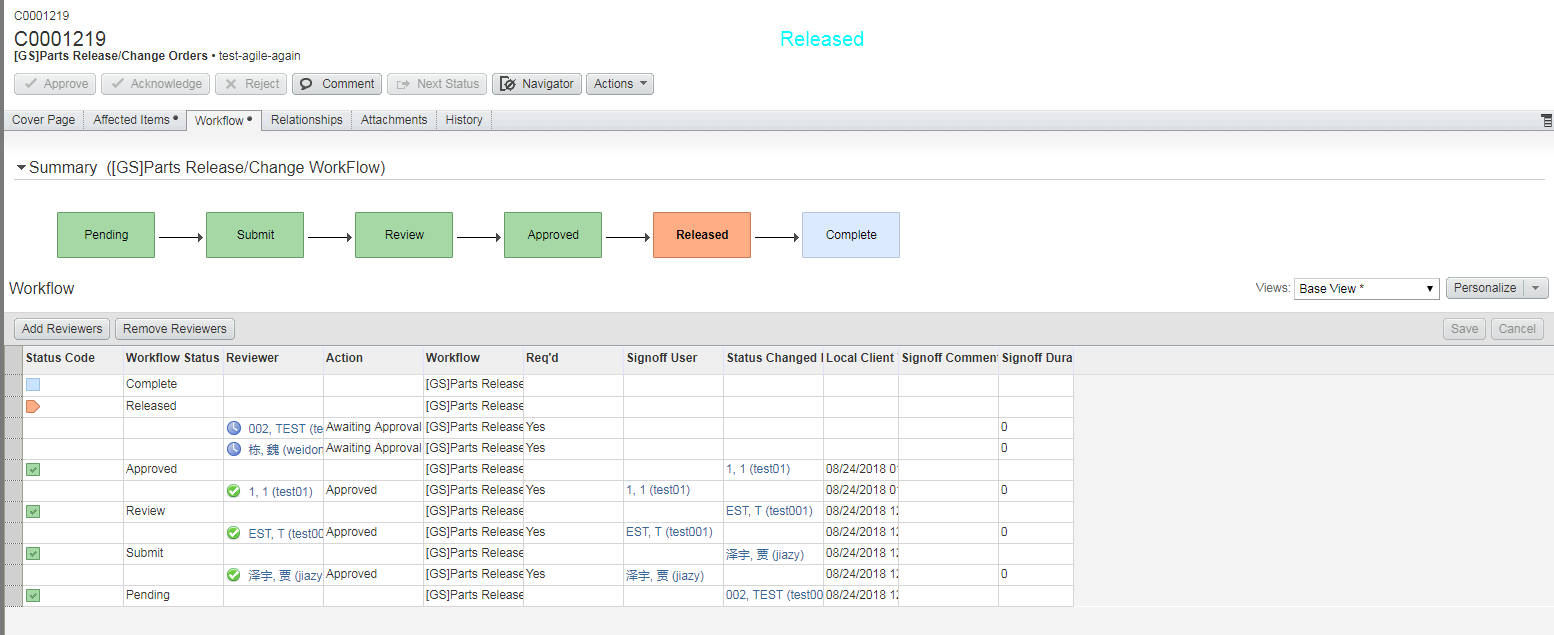 C0001219
C0001219
Released
[GS]Parts Release/Change Orders • test-agile-again
Approve Acknowledge Reject Comment Next Status Navigator Actions
Cover Page Affected Items • Workflow • Relationships Attachments History
Summary ([GS]Parts Release/Change WorkFlow)
Pending Submit Review Approved Released Complete
Workflow Views: Base View * Personalize
Add Reviewers Remove Reviewers Save Cancel
Status Code Workflow Status Reviewer Action Workflow Req'd Signoff User Status Changed Local Client Signoff Commen Signoff Dura
Complete [GS]Parts Release
Released [GS]Parts Release
002, TEST (te Awaiting Approval [GS]Parts Release Yes 0
栋, 魏 (weidon Awaiting Approval [GS]Parts Release Yes 0
Approved [GS]Parts Release 1, 1 (test01) 08/24/2018 0
1, 1 (test01) Approved [GS]Parts Release Yes 1, 1 (test01) 08/24/2018 0 0
Review [GS]Parts Release EST, T (test001) 08/24/2018 12
EST, T (test00 Approved [GS]Parts Release Yes EST, T (test001) 08/24/2018 12 0
Submit [GS]Parts Release 泽宇, 贾 (jiazy) 08/24/2018 12
泽宇, 贾 (jiazy Approved [GS]Parts Release Yes 泽宇, 贾 (jiazy) 08/24/2018 12 0
Pending [GS]Parts Release 002, TEST (test00 08/24/2018 12